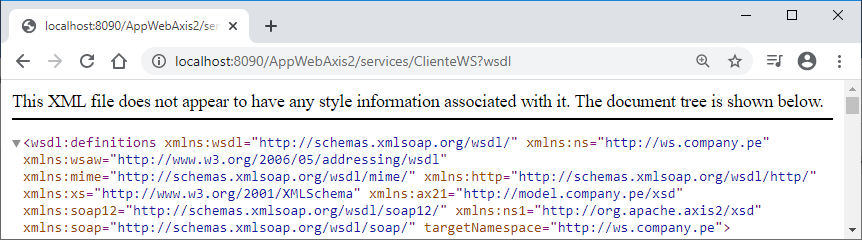 localhost:8090/AppWebAxis2/ser
localhost:8090/AppWebAxis2/services/ClienteWS?wsdl
This XML file does not appear to have any style information associated with it. The document tree is shown below.
<wsdl:definitions xmlns:wsdl="http://schemas.xmlsoap.org/wsdl/" xmlns:ns="http://ws.company.pe"
xmlns:wsaw="http://www.w3.org/2006/05/addressing/wsdl"
xmlns:mime="http://schemas.xmlsoap.org/wsdl/mime/" xmlns:http="http://schemas.xmlsoap.org/wsdl/http/"
xmlns:xs="http://www.w3.org/2001/XMLSchema" xmlns:ax21="http://model.company.pe/xsd"
xmlns:soap12="http://schemas.xmlsoap.org/wsdl/soap12/" xmlns:ns1="http://org.apache.axis2/xsd"
xmlns:soap="http://schemas.xmlsoap.org/wsdl/soap/" targetNamespace="http://ws.company.pe">